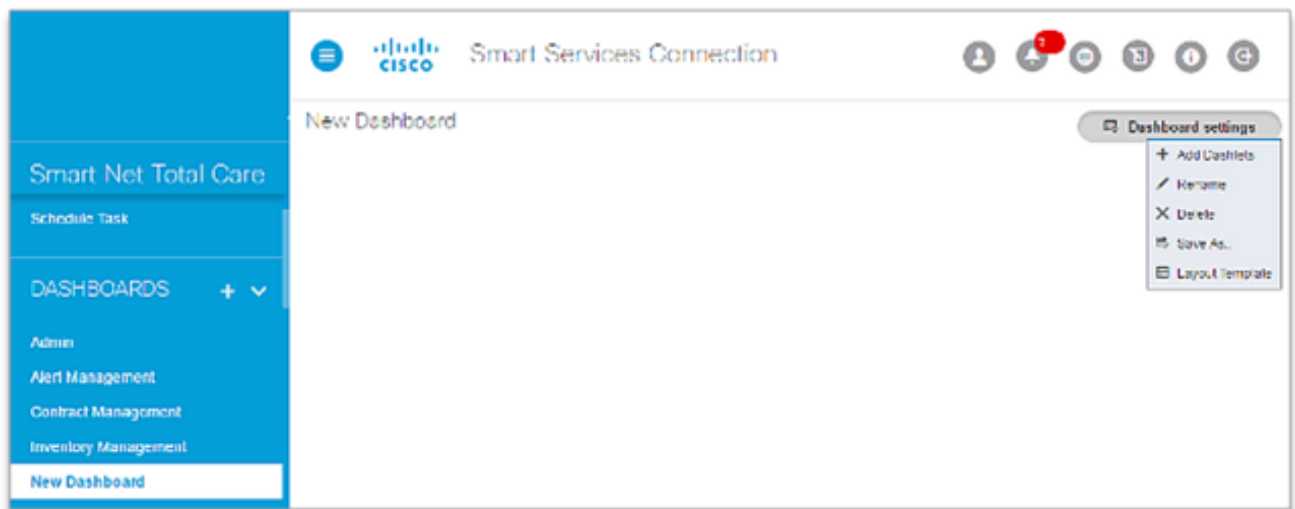 CISCO
Smart Services Connection
New Dashboard
Dashboard settings
+ Add Dashlets
Rename
Delete
Save As..
Layout Template
Smart Net Total Care
Schedule Task
DASHBOARDS + 
Admin
Alert Management
Contract Management
Inventory Management
New Dashboard